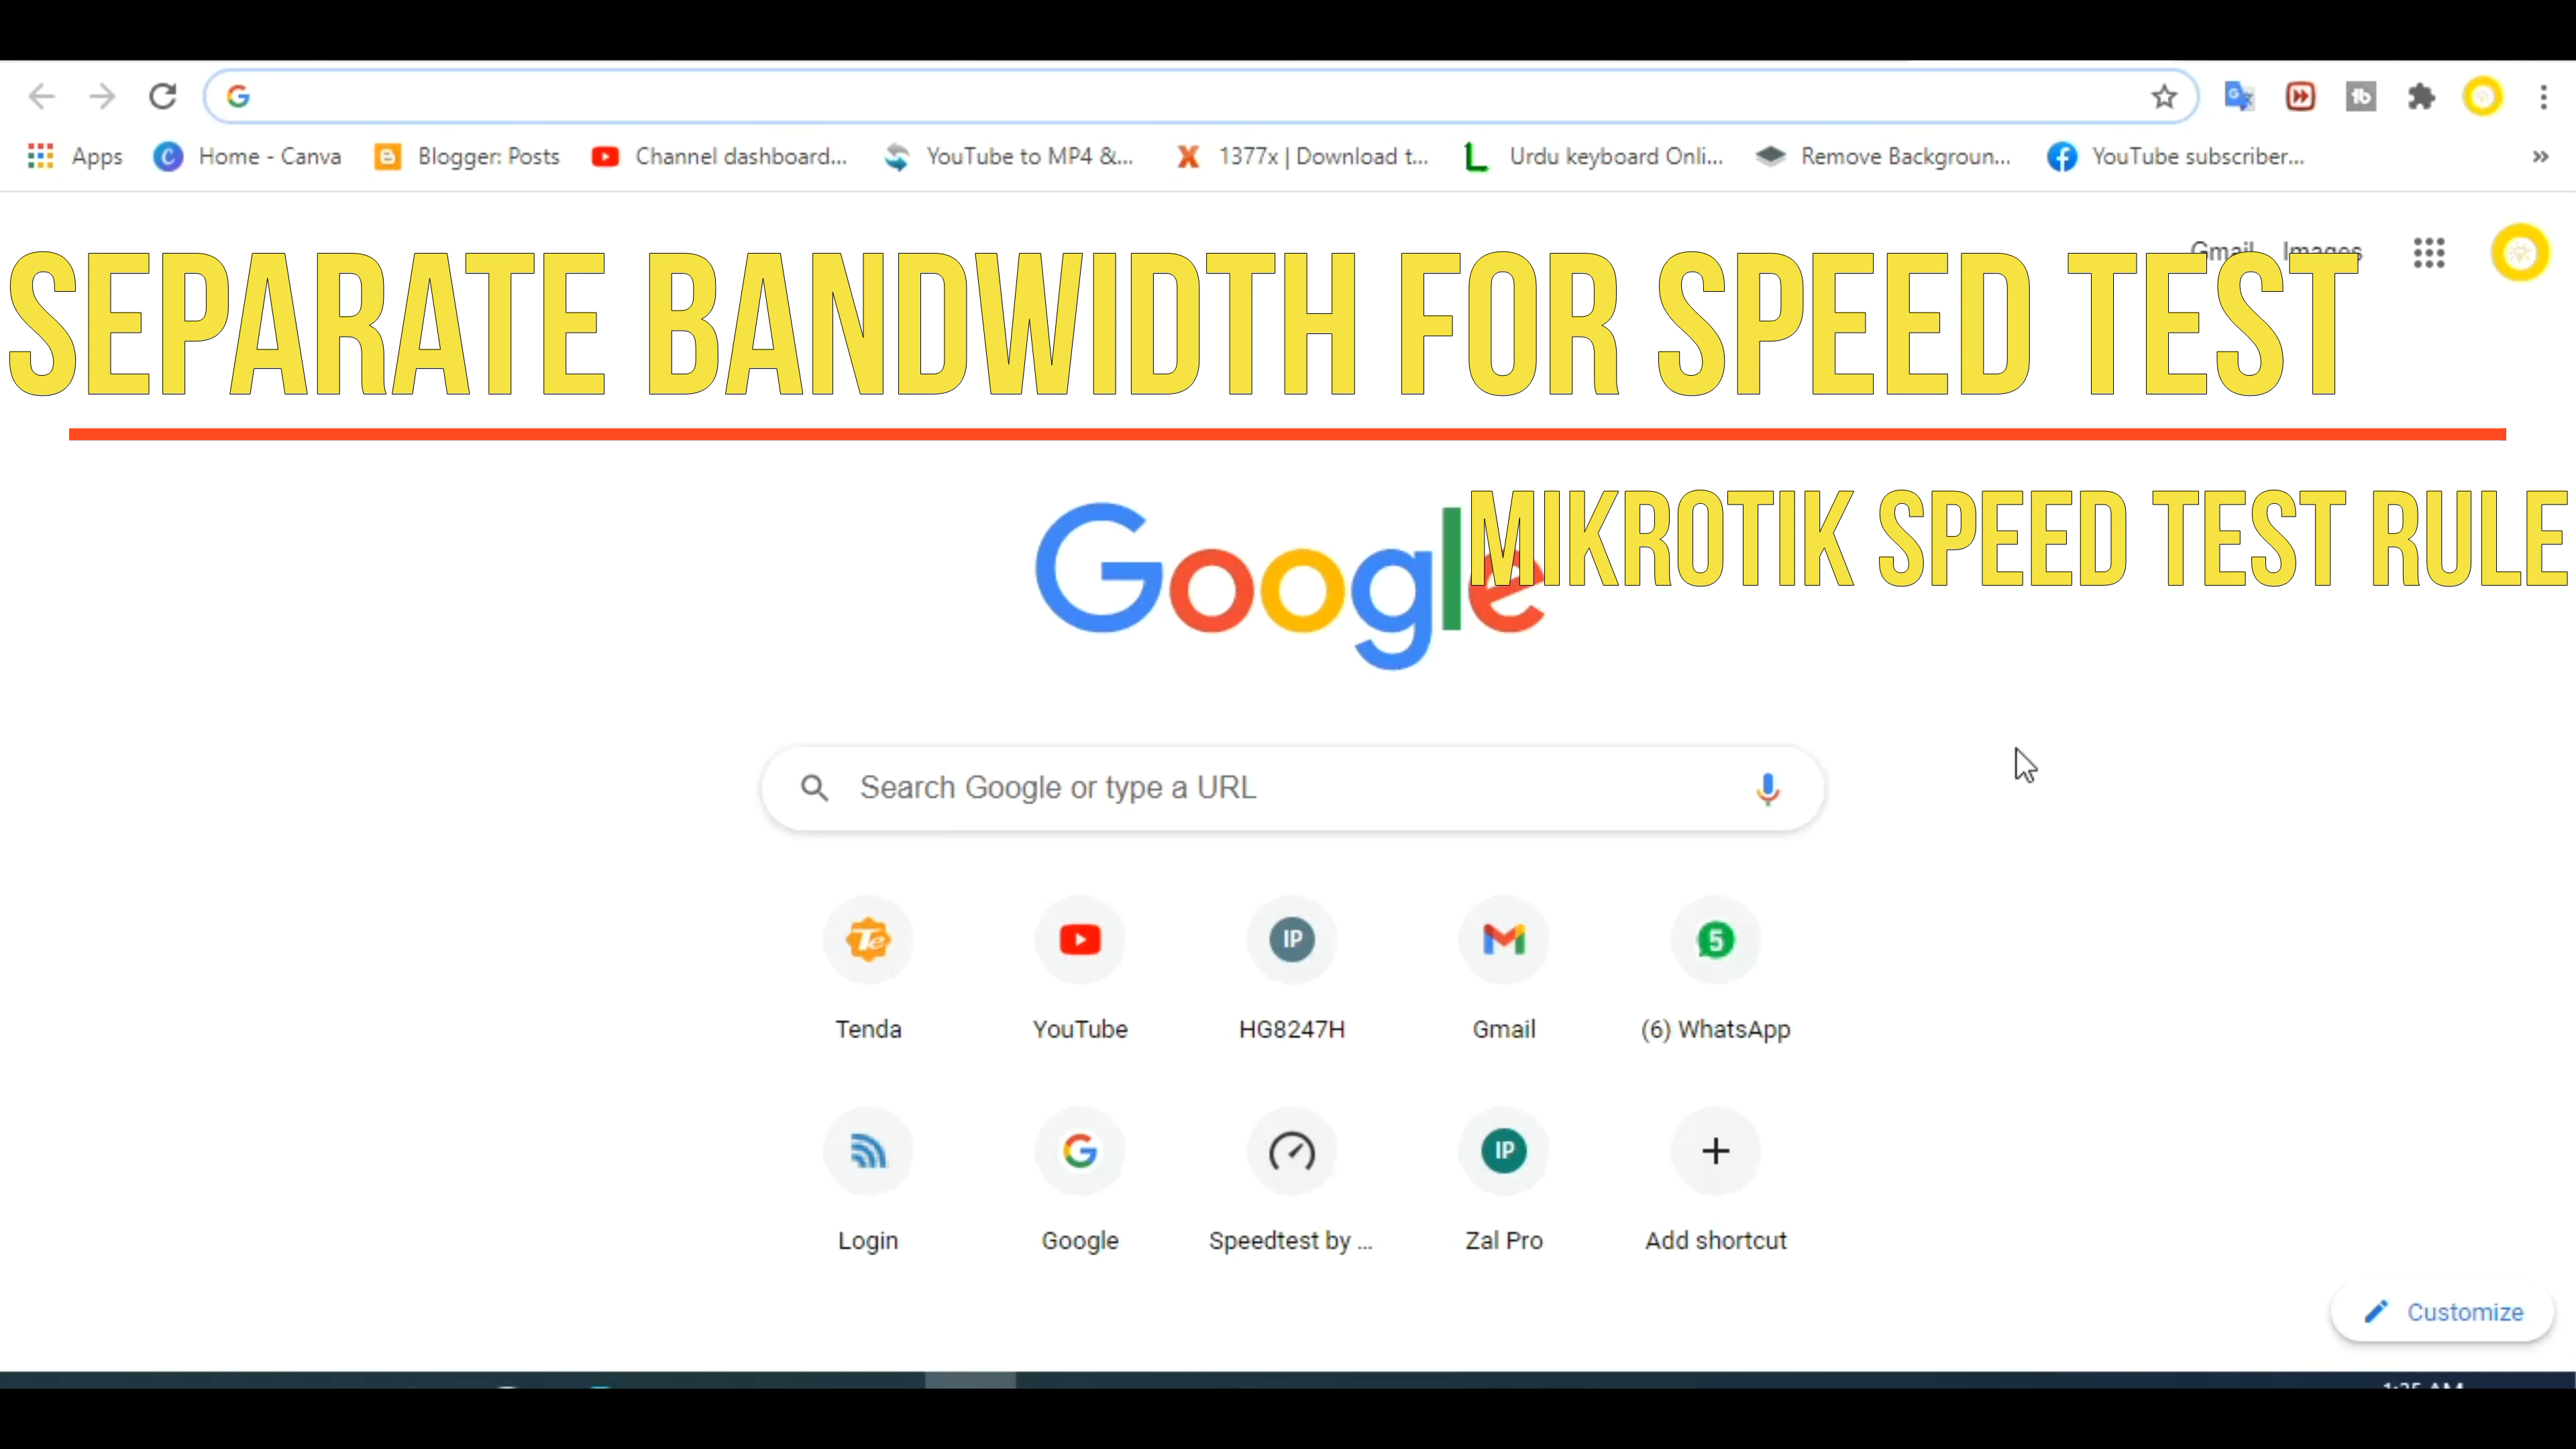 Apps Home - Canva Blogger: Posts Channel dashboard... YouTube to MP4 &... 1377x | Download t... Urdu keyboard Onli... Remove Backgroun... YouTube subscriber... »
Gmail Images
SEPARATE BANDWIDTH FOR SPEED TEST
MIKROTIK SPEED TEST RULE
Google
Search Google or type a URL
IP
5
Tenda YouTube HG8247H Gmail (6) WhatsApp
IP
Login Google Speedtest by ... Zal Pro Add shortcut
Customize